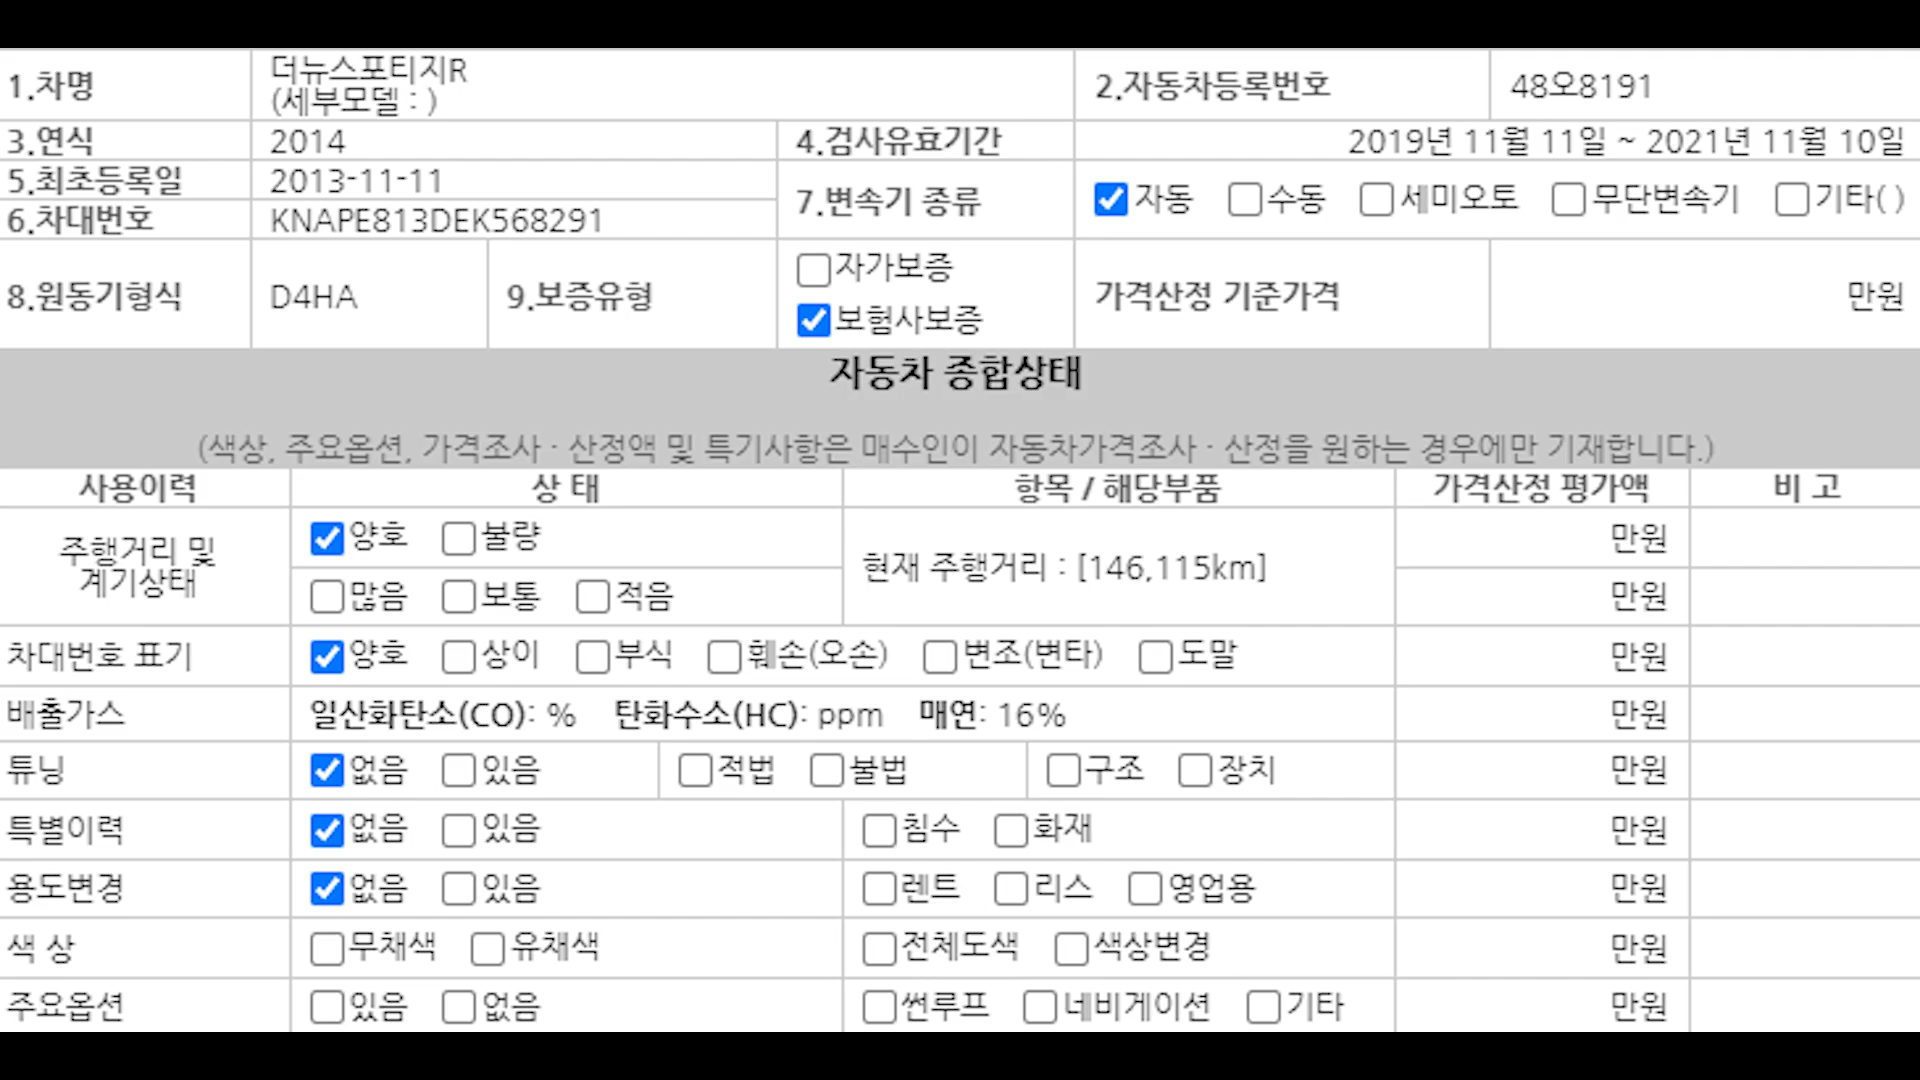 1.차명 더뉴스포티지R (세부모델 : ) 2.자동차등록번호 48오8191
3.연식 2014 4.검사유효기간 2019년 11월 11일 ~ 2021년 11월 10일
5.최초등록일 2013-11-11 7.변속기 종류 자동 수동 세미오토 무단변속기 기타( )
6.차대번호 KNAPE813DEK568291
8.원동기형식 D4HA 9.보증유형 자가보증 보험사보증 가격산정 기준가격 만원
자동차 종합상태
(색상, 주요옵션, 가격조사 · 산정액 및 특기사항은 매수인이 자동차가격조사 · 산정을 원하는 경우에만 기재합니다.)
사용이력 상 태 항목 / 해당부품 가격산정 평가액 비 고
주행거리 및 계기상태 양호 불량 현재 주행거리 : [146,115km] 만원
많음 보통 적음 만원
차대번호 표기 양호 상이 부식 훼손(오손) 변조(변타) 도말 만원
배출가스 일산화탄소(CO): % 탄화수소(HC): ppm 매연: 16% 만원
튜닝 없음 있음 적법 불법 구조 장치 만원
특별이력 없음 있음 침수 화재 만원
용도변경 없음 있음 렌트 리스 영업용 만원
색 상 무채색 유채색 전체도색 색상변경 만원
주요옵션 있음 없음 썬루프 네비게이션 기타 만원